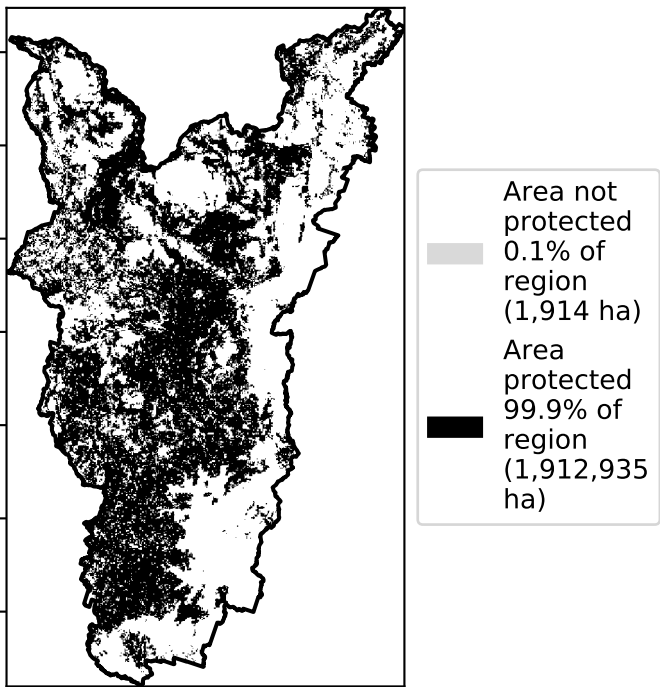 Area not
protected
0.1% of
region
(1,914 ha)
Area
protected
99.9% of
region
(1,912,935
ha)